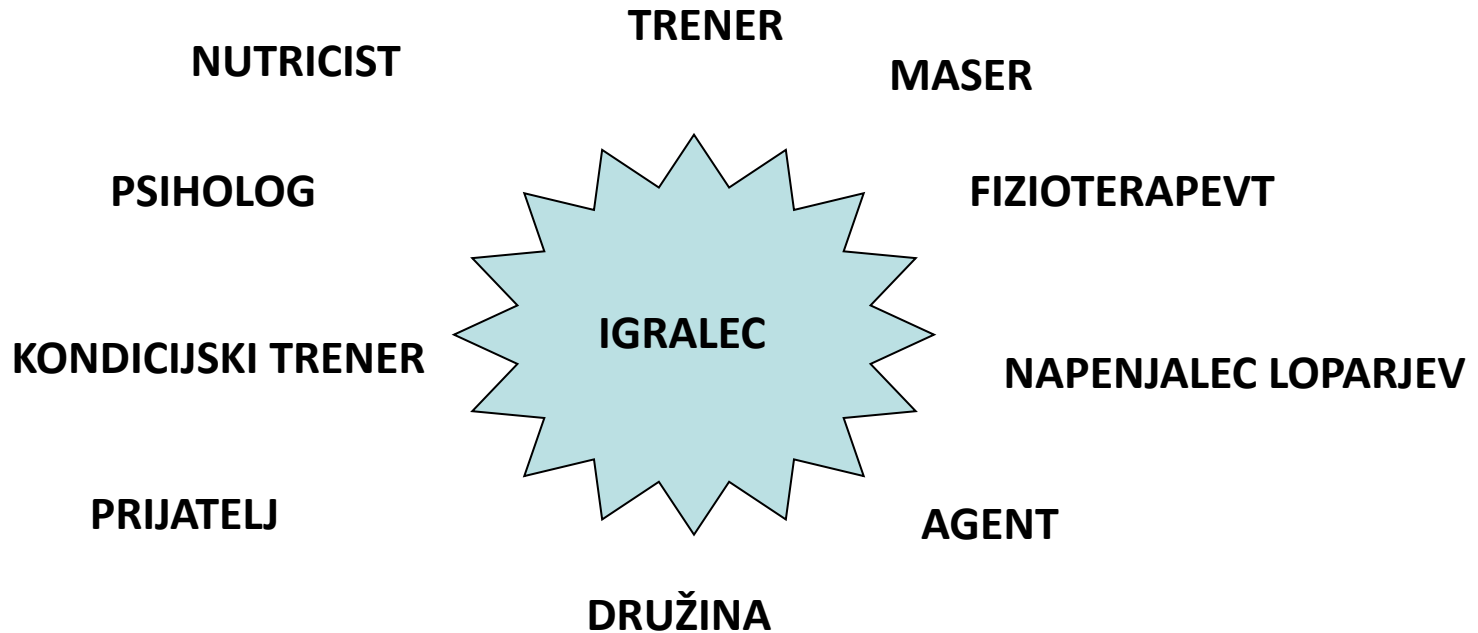 TRENER
NUTRICIST
MASER
PSIHOLOG
FIZIOTERAPEVT
IGRALEC
KONDICIJSKI TRENER
NAPENJALEC LOPARJEV
PRIJATELJ
AGENT
DRUŽINA